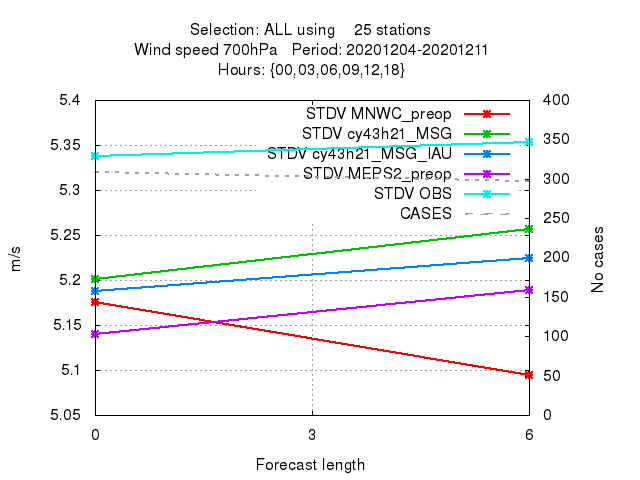 Selection: ALL using 25 stations
Wind speed 700hPa Period: 20201204-20201211
Hours: {00,03,06,09,12,18}
5.4
5.35
5.3
5.25
5.2
5.15
5.1
5.05
m/s
400
350
300
250
200
150
100
50
0
No cases
STDV MNWC_preop
STDV cy43h21_MSG
STDV cy43h21_MSG_IAU
STDV MEPS2_preop
STDV OBS
CASES
0 3 6
Forecast length